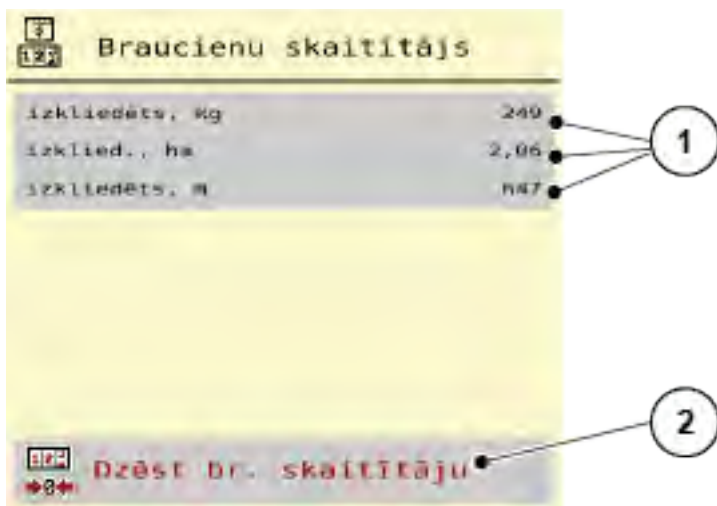 Braucienu skaitītājs
izkliedēts, kg 249
izklied., ha 2,06
izkliedēts, m
1
Dzēst br. skaitītāju
2